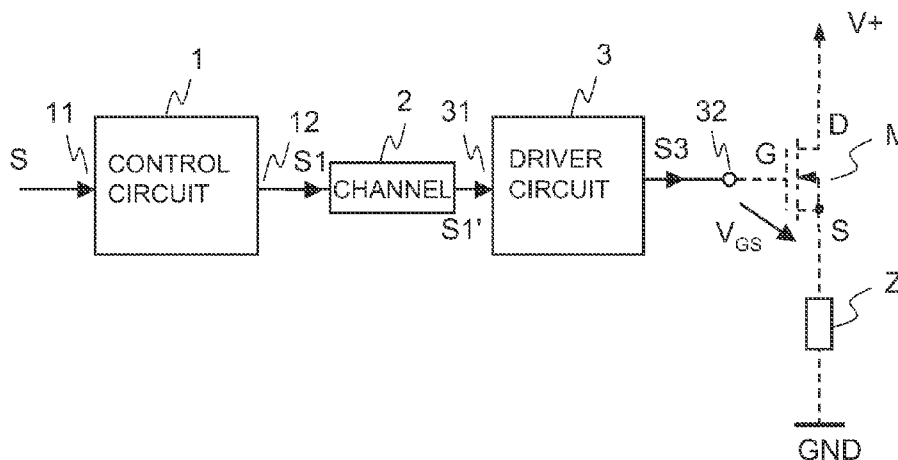 V+
1
3
2
11
12
31
32
S
CONTROL
CIRCUIT
S1
CHANNEL
S1'
DRIVER
CIRCUIT
S3
G
D
M
S
VGS
Z
GND